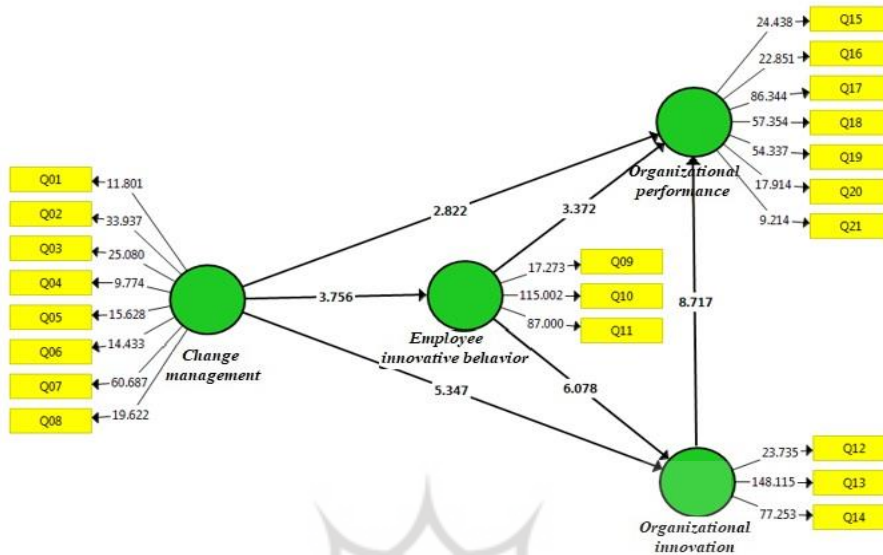 Q01
Q02
Q03
Q04
Q05
Q06
Q07
Q08
11.801
33.937
25.080
9.774
15.628
14.433
60.687
19.622
Change
management
2.822
3.756
5.347
Employee
innovative behavior
17.273
115.002
87.000
Q09
Q10
Q11
3.372
6.078
8.717
Organizational
performance
24.438
22.851
86.344
57.354
54.337
17.914
9.214
Q15
Q16
Q17
Q18
Q19
Q20
Q21
Organizational
innovation
23.735
148.115
77.253
Q12
Q13
Q14